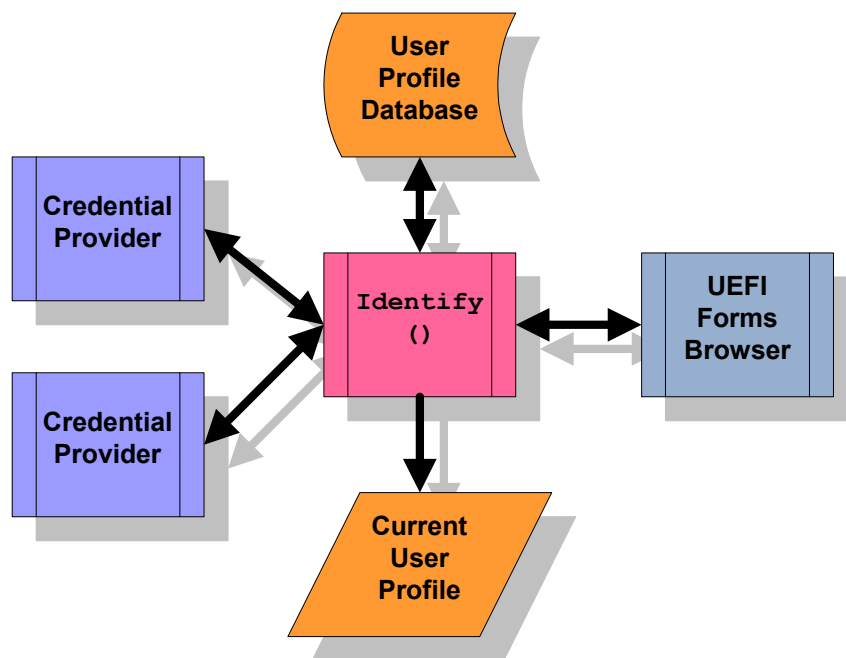 User
Profile
Database
Credential
Provider
Identify
()
UEFI
Forms
Browser
Credential
Provider
Current
User
Profile